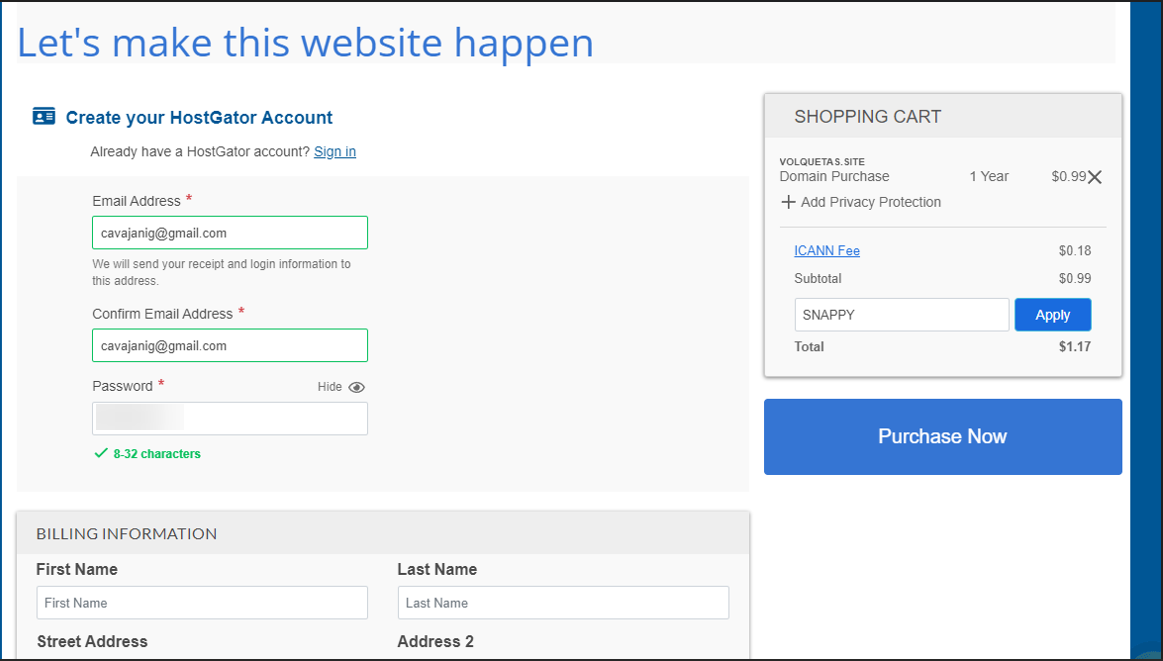 Let's make this website happen
Create your HostGator Account
Already have a HostGator account? Sign in
Email Address *
cavajanig@gmail.com
We will send your receipt and login information to
this address.
Confirm Email Address *
cavajanig@gmail.com
Password * Hide
8-32 characters
BILLING INFORMATION
First Name Last Name
First Name Last Name
Street Address Address 2
SHOPPING CART
VOLQUETAS.SITE
Domain Purchase 1 Year $0.99
Add Privacy Protection
ICANN Fee $0.18
Subtotal $0.99
SNAPPY Apply
Total $1.17
Purchase Now